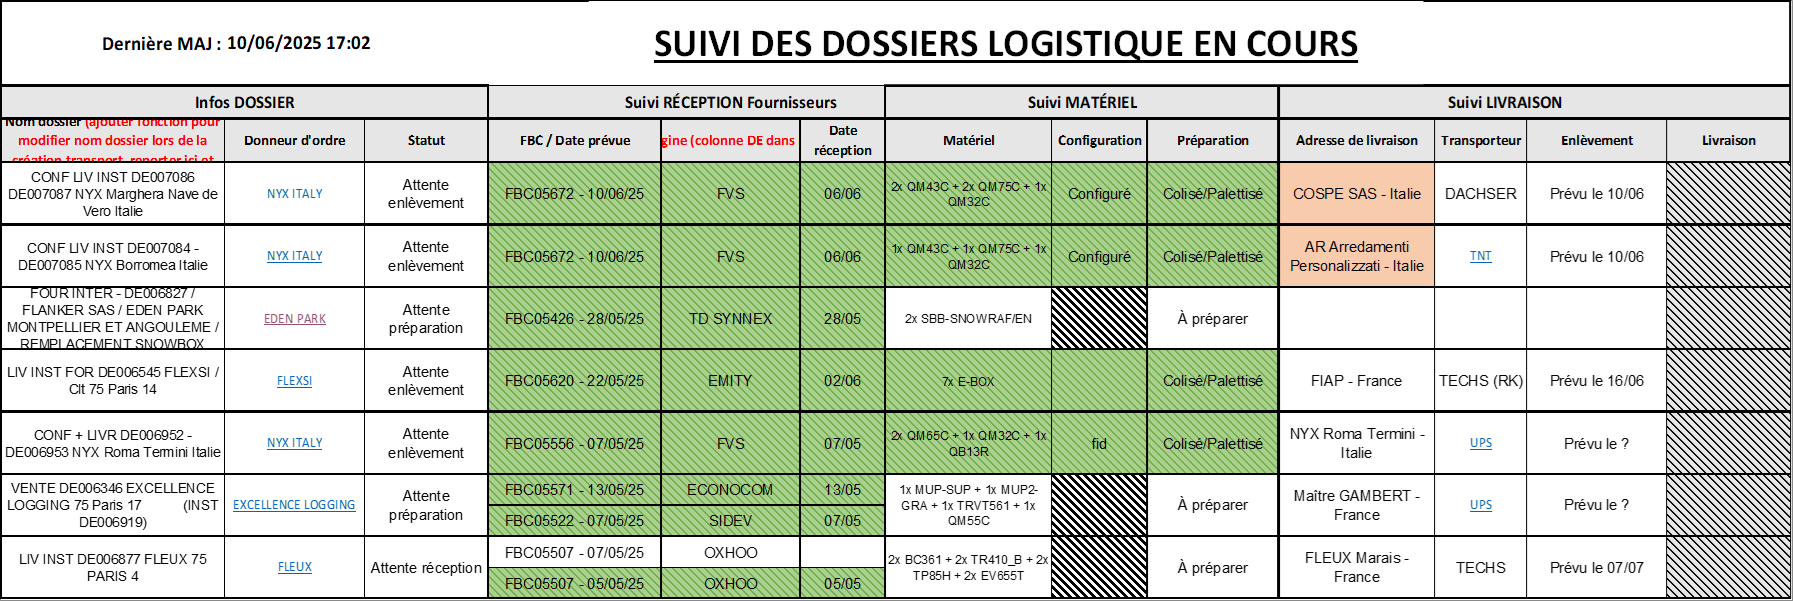 Dernière MAJ : 10/06/2025 17:02
SUIVI DES DOSSIERS LOGISTIQUE EN COURS
Infos DOSSIER
Suivi RÉCEPTION Fournisseurs
Suivi MATÉRIEL
Suivi LIVRAISON
Nom dossier (ajouter fonction pour
modifier nom dossier lors de la
création transport, reporter ici et
Donneur d'ordre
Statut
FBC / Date prévue
gine (colonne DE dans
Date
réception
Matériel
Configuration
Préparation
Adresse de livraison
Transporteur
Enlèvement
Livraison
CONF LIV INST DE007086
DE007087 NYX Marghera Nave de
Vero Italie
NYX ITALY
Attente
enlèvement
FBC05672 - 10/06/25
FVS
06/06
2x QM43C + 2x QM75C + 1x
QM32C
Configuré
Colisé/Palettisé
COSPE SAS - Italie
DACHSER
Prévu le 10/06
CONF LIV INST DE007084 -
DE007085 NYX Borromea Italie
NYX ITALY
Attente
enlèvement
FBC05672 - 10/06/25
FVS
06/06
1x QM43C + 1x QM75C + 1x
QM32C
Configuré
Colisé/Palettisé
AR Arredamenti
Personalizzati - Italie
TNT
Prévu le 10/06
FOUR INTER - DE006827 /
FLANKER SAS / EDEN PARK
MONTPELLIER ET ANGOULEME /
REMPLACEMENT SNOWBOX
EDEN PARK
Attente
préparation
FBC05426 - 28/05/25
TD SYNNEX
28/05
2x SBB-SNOWRAF/EN
À préparer
LIV INST FOR DE006545 FLEXSI /
Clt 75 Paris 14
FLEXSI
Attente
enlèvement
FBC05620 - 22/05/25
EMITY
02/06
7x E-BOX
Colisé/Palettisé
FIAP - France
TECHS (RK)
Prévu le 16/06
CONF + LIVR DE006952 -
DE006953 NYX Roma Termini Italie
NYX ITALY
Attente
enlèvement
FBC05556 - 07/05/25
FVS
07/05
2x QM65C + 1x QM32C + 1x
QB13R
fid
Colisé/Palettisé
NYX Roma Termini -
Italie
UPS
Prévu le ?
VENTE DE006346 EXCELLENCE
LOGGING 75 Paris 17 (INST
DE006919)
EXCELLENCE LOGGING
Attente
préparation
FBC05571 - 13/05/25
ECONOCOM
13/05
FBC05522 - 07/05/25
SIDEV
07/05
1x MUP-SUP + 1x MUP2-
GRA + 1x TRVT561 + 1x
QM55C
À préparer
Maître GAMBERT -
France
UPS
Prévu le ?
LIV INST DE006877 FLEUX 75
PARIS 4
FLEUX
Attente réception
FBC05507 - 07/05/25
OXHOO
FBC05507 - 05/05/25
OXHOO
05/05
2x BC361 + 2x TR410_B + 2x
TP85H + 2x EV655T
À préparer
FLEUX Marais -
France
TECHS
Prévu le 07/07